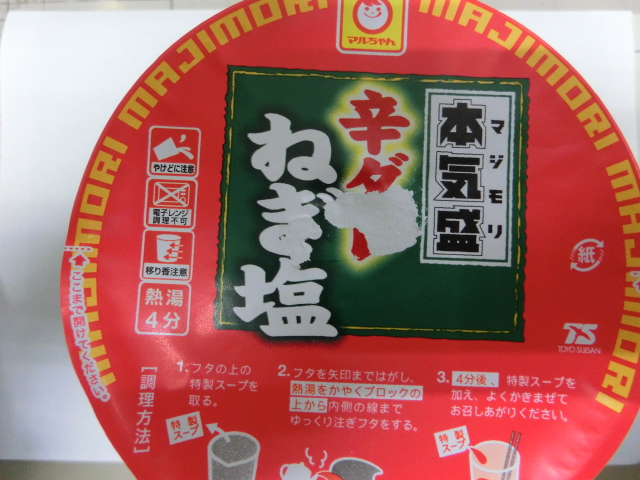 MAJIMORI MAJIMORI MAJIMORI
マルちゃん
本気盛
マジモリ
辛ダ
ねぎ塩
やけどに注意
電子レンジ
調理不可
移り香注意
熱湯
4分
ここまで開けてください。
紙
TS
TOYO SUISAN
[調理方法]
1.フタの上の
特製スープを
取る。
特製
スープ
2.フタを矢印まではがし、
熱湯をかやくブロックの
上から内側の線まで
ゆっくり注ぎフタをする。
3.4分後、特製スープを
加え、よくかきまぜて
お召しあがりください。
特製
スープ